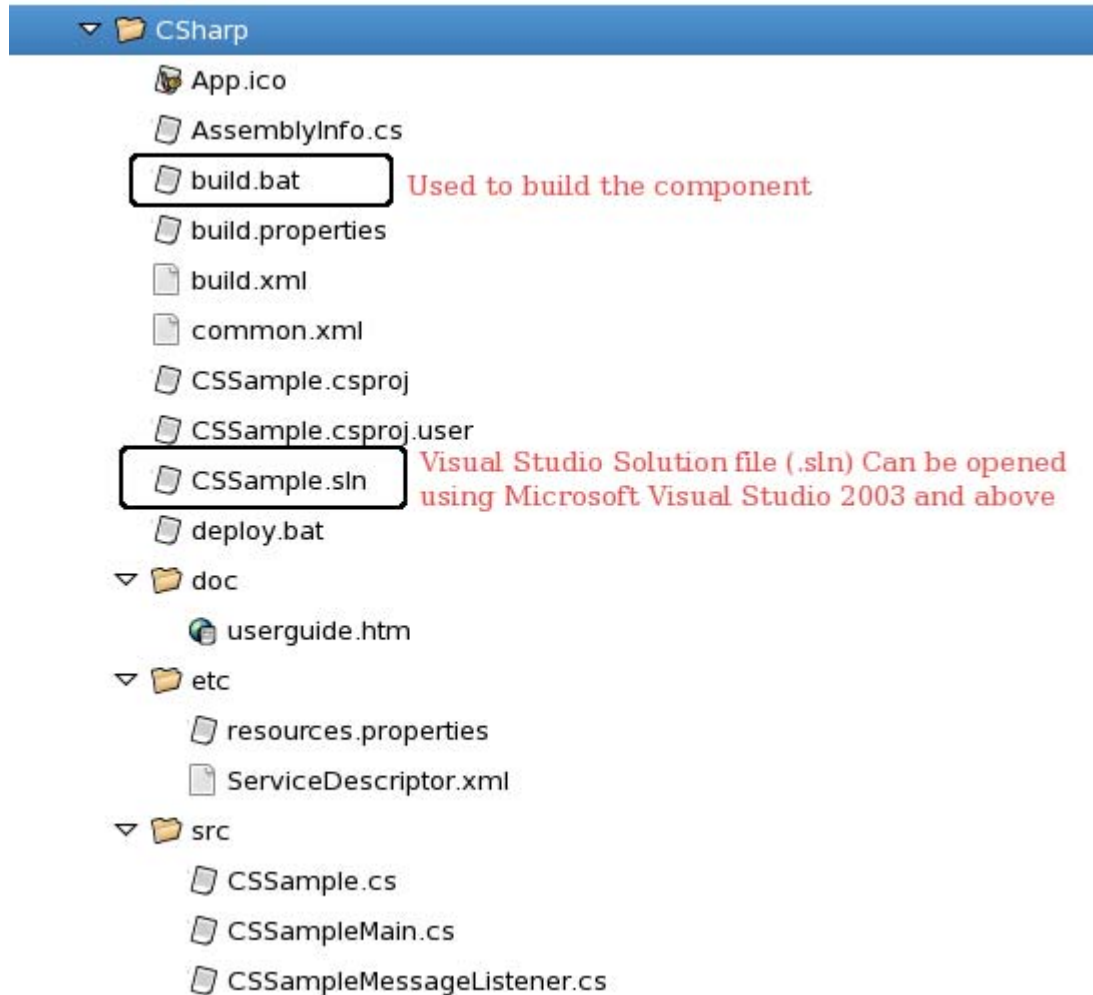 CSharp
App.ico
AssemblyInfo.cs
build.bat
Used to build the component
build.properties
build.xml
common.xml
CSSample.csproj
CSSample.csproj.user
CSSample.sln
Visual Studio Solution file (.sln) Can be opened
using Microsoft Visual Studio 2003 and above
deploy.bat
doc
userguide.htm
etc
resources.properties
ServiceDescriptor.xml
src
CSSample.cs
CSSampleMain.cs
CSSampleMessageListener.cs